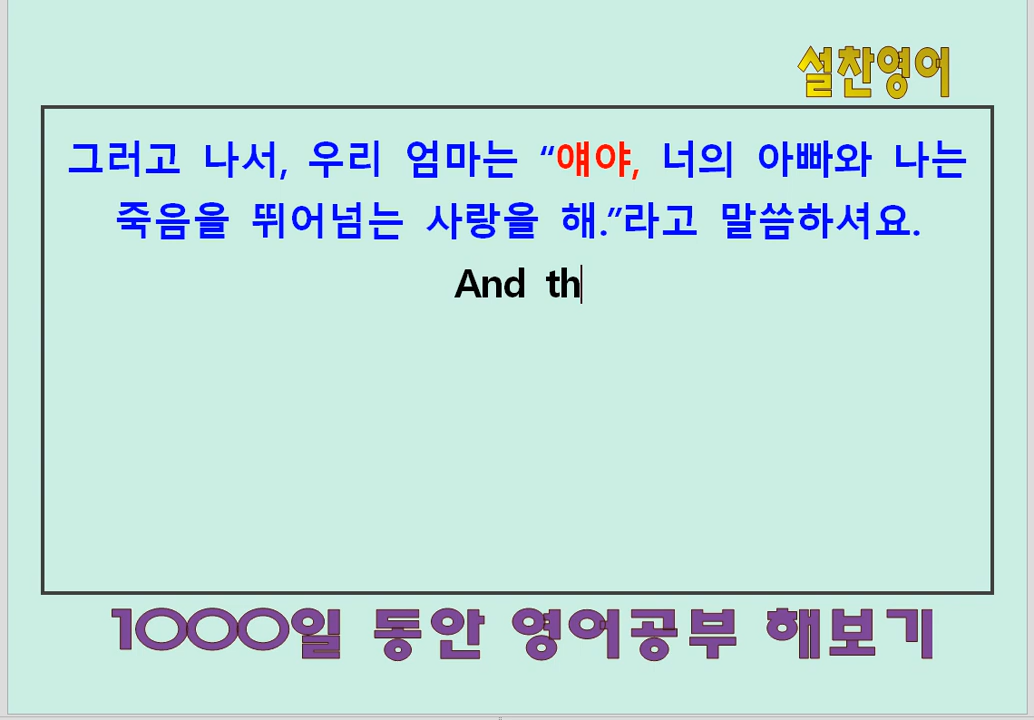 설찬영어
그러고 나서, 우리 엄마는 “얘야, 너의 아빠와 나는
죽음을 뛰어넘는 사랑을 해.”라고 말씀하셔요.
And th
1000일 동안 영어공부 해보기